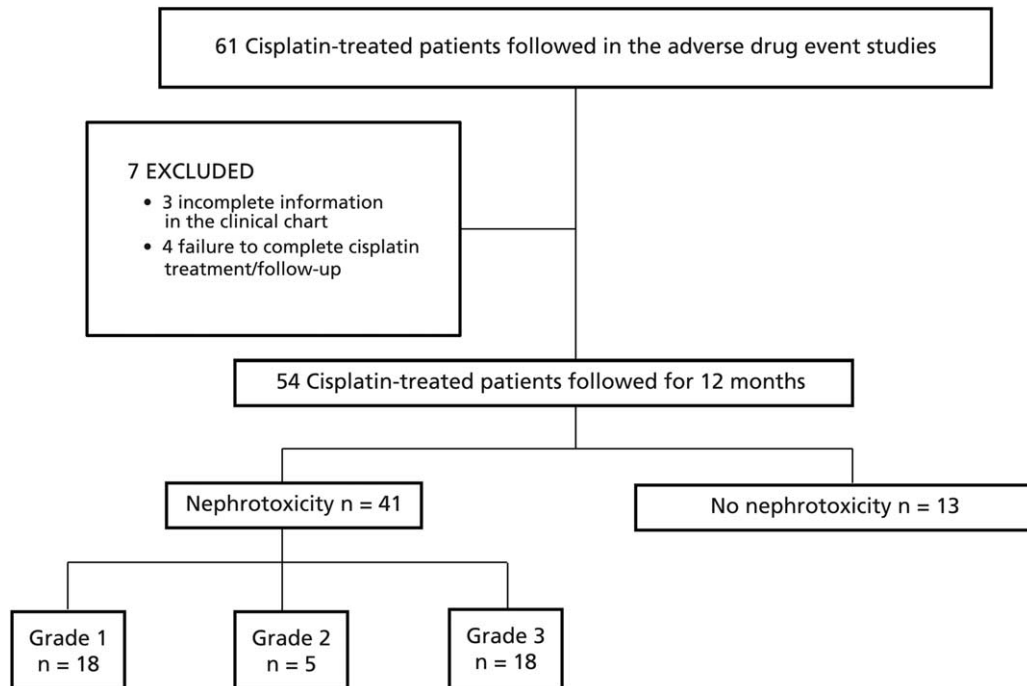 61 Cisplatin-treated patients followed in the adverse drug event studies
7 EXCLUDED
• 3 incomplete information
in the clinical chart
• 4 failure to complete cisplatin
treatment/follow-up
54 Cisplatin-treated patients followed for 12 months
Nephrotoxicity n = 41
No nephrotoxicity n = 13
Grade 1
n = 18
Grade 2
n = 5
Grade 3
n = 18